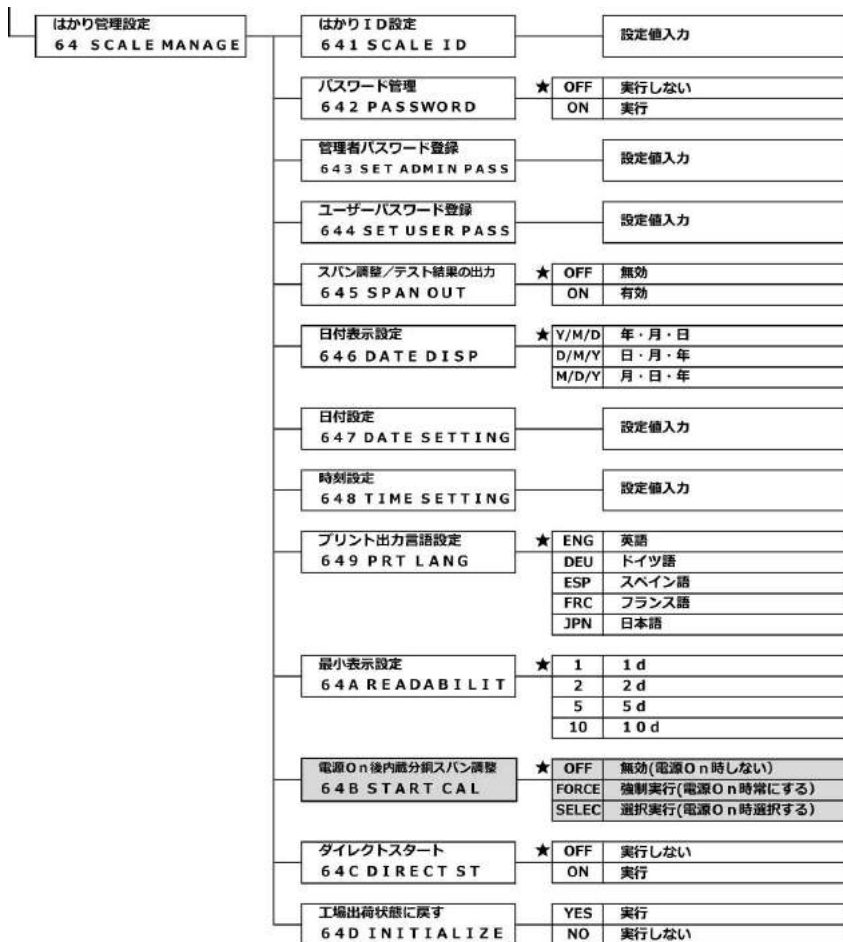 はかり管理設定
64 SCALE MANAGE
はかりID設定
641 SCALE ID
設定値入力
パスワード管理
642 PASSWORD
★ OFF 実行しない
ON 実行
管理者パスワード登録
643 SET ADMIN PASS
設定値入力
ユーザーパスワード登録
644 SET USER PASS
設定値入力
スパン調整／テスト結果の出力
645 SPAN OUT
★ OFF 無効
ON 有効
日付表示設定
646 DATE DISP
★ Y/M/D 年・月・日
D/M/Y 日・月・年
M/D/Y 月・日・年
日付設定
647 DATE SETTING
設定値入力
時刻設定
648 TIME SETTING
設定値入力
プリント出力言語設定
649 PRT LANG
★ ENG 英語
DEU ドイツ語
ESP スペイン語
FRC フランス語
JPN 日本語
最小表示設定
64A READABILIT
★ 1 1d
2 2d
5 5d
10 10d
電源On後内蔵分銅スパン調整
64B START CAL
★ OFF 無効(電源On時しない)
FORCE 強制実行(電源On時常にする)
SELEC 選択実行(電源On時選択する)
ダイレクトスタート
64C DIRECT ST
★ OFF 実行しない
ON 実行
工場出荷状態に戻す
64D INITIALIZE
YES 実行
NO 実行しない